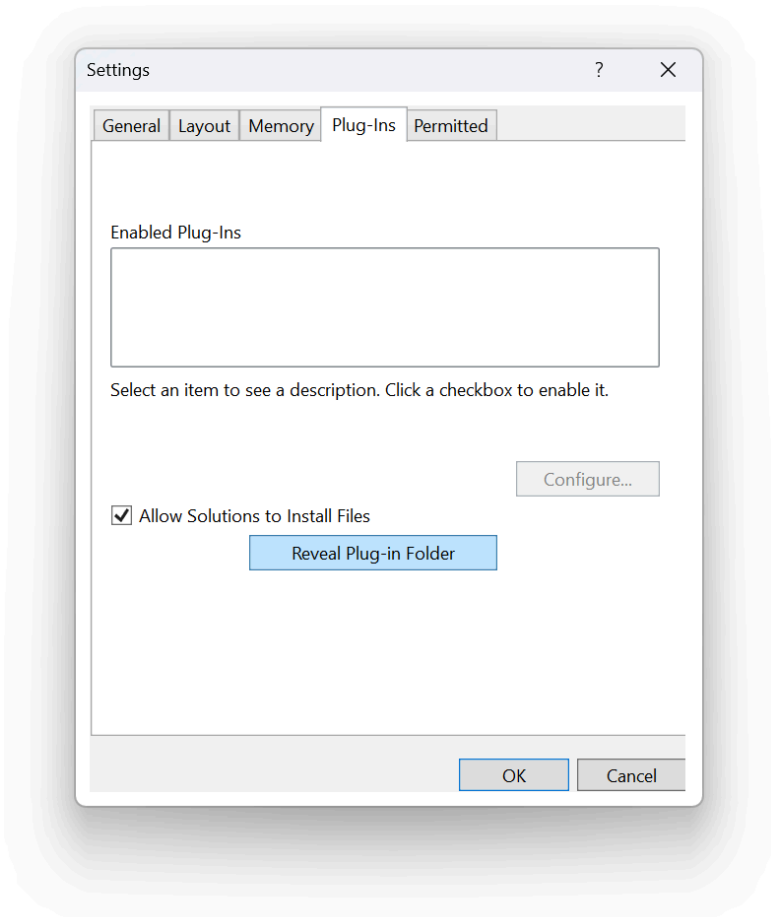 Settings ?
General Layout Memory Plug-Ins Permitted
Enabled Plug-Ins
Select an item to see a description. Click a checkbox to enable it.
Configure...
Allow Solutions to Install Files
Reveal Plug-in Folder
OK Cancel